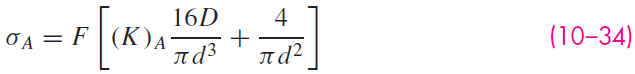 σ_A = F [ (K)_A 16D/πd³ + 4/πd² ] (10–34)